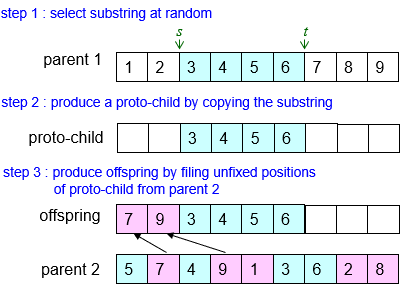 step 1 : select substring at random
s t
parent 1 1 2 3 4 5 6 7 8 9
step 2 : produce a proto-child by copying the substring
proto-child 3 4 5 6
step 3 : produce offspring by filing unfixed positions
of proto-child from parent 2
offspring 7 9 3 4 5 6
parent 2 5 7 4 9 1 3 6 2 8